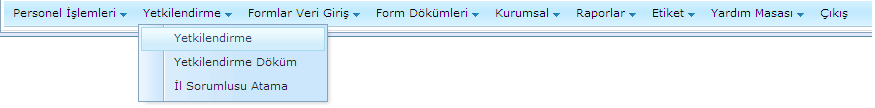 Personel İşlemleri Yetkilendirme Formlar Veri Giriş Form Dökümleri Kurumsal Raporlar Etiket Yardım Masası Çıkış
Yetkilendirme
Yetkilendirme Döküm
İl Sorumlusu Atama